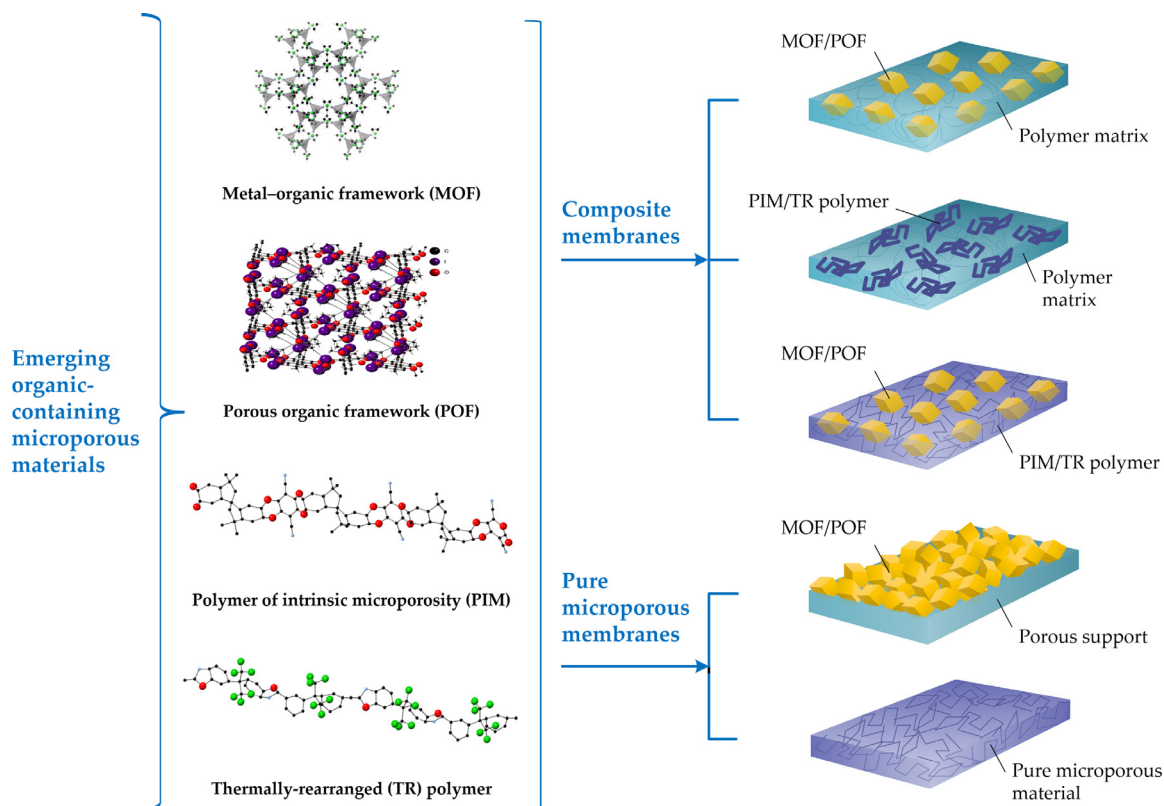 Emerging
organic-
containing
microporous
materials
Metal–organic framework (MOF)
Porous organic framework (POF)
Polymer of intrinsic microporosity (PIM)
Thermally-rearranged (TR) polymer
Composite
membranes
MOF/POF
Polymer matrix
PIM/TR polymer
Polymer
matrix
MOF/POF
PIM/TR polymer
Pure
microporous
membranes
MOF/POF
Porous support
Pure microporous
material